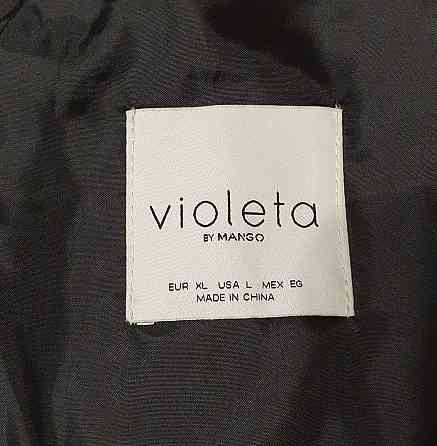 violeta
BY MANGO
EUR XL USA L MEX EG
MADE IN CHINA